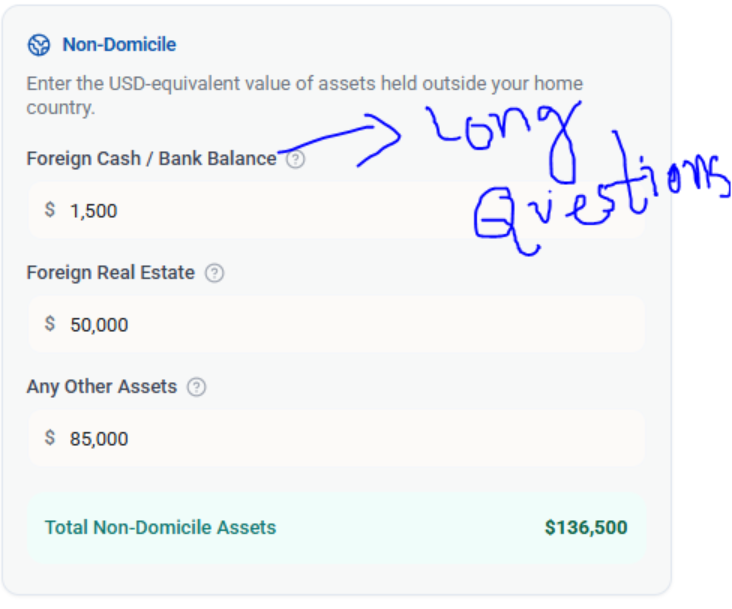 Non-Domicile
Enter the USD-equivalent value of assets held outside your home
country.
Foreign Cash / Bank Balance ?
Long
Questions
$ 1,500
Foreign Real Estate ?
$ 50,000
Any Other Assets ?
$ 85,000
Total Non-Domicile Assets $136,500